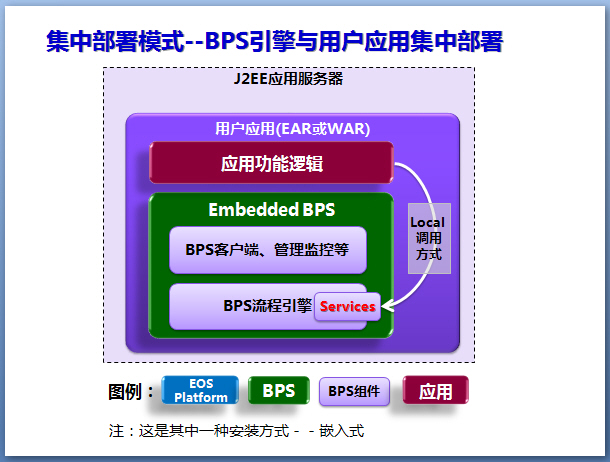 集中部署模式--BPS引擎与用户应用集中部署
J2EE应用服务器
用户应用(EAR或WAR)
应用功能逻辑
Embedded BPS
Local
调用
方式
BPS客户端、管理监控等
BPS流程引擎
Services
图例：
EOS
Platform
BPS
BPS组件
应用
注：这是其中一种安装方式－－嵌入式